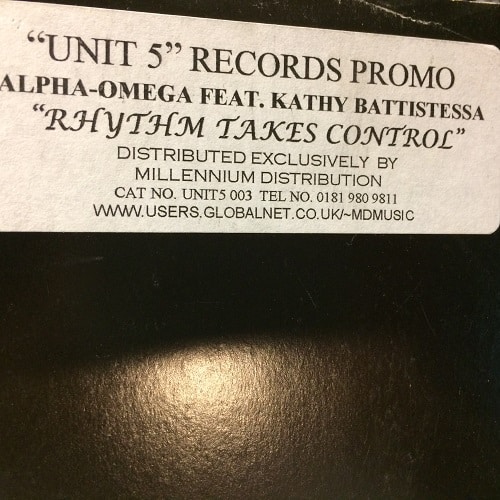 "UNIT 5" RECORDS PROMO
ALPHA-OMEGA FEAT. KATHY BATTISTESSA
"RHYTHM TAKES CONTROL"
DISTRIBUTED EXCLUSIVELY BY
MILLENNIUM DISTRIBUTION
CAT NO. UNIT5 003 TEL NO. 0181 980 9811
WWW.USERS.GLOBALNET.CO.UK/~MDMUSIC